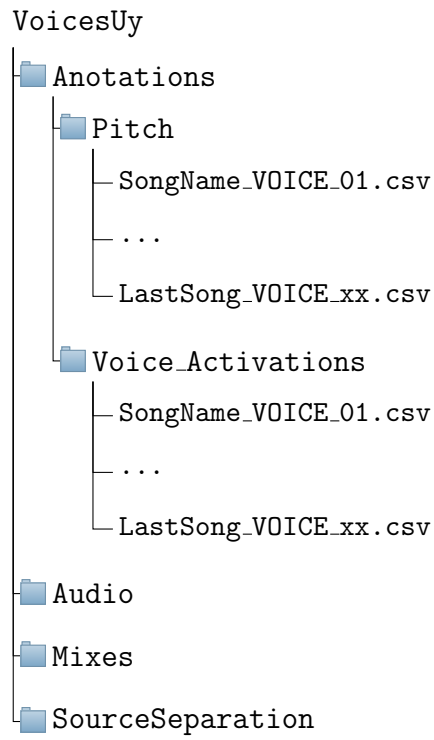 VoicesUy
Anotations
Pitch
SongName_VOICE_01.csv
...
LastSong_VOICE_xx.csv
Voice_Activations
SongName_VOICE_01.csv
...
LastSong_VOICE_xx.csv
Audio
Mixes
SourceSeparation